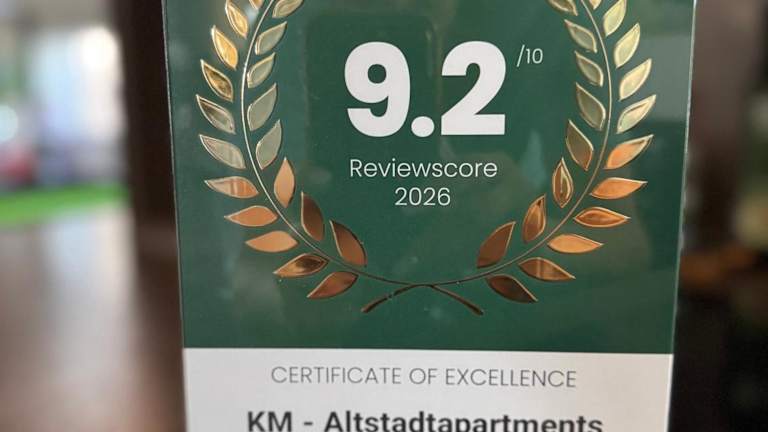 9.2 /10
Reviewscore
2026
CERTIFICATE OF EXCELLENCE
KM - Altstadtapartments